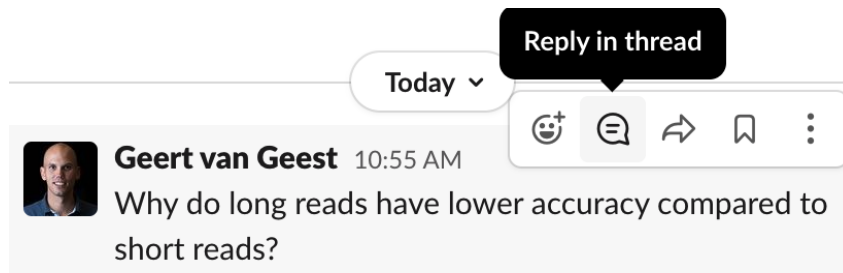 Reply in thread
Today
Geert van Geest 10:55 AM
Why do long reads have lower accuracy compared to
short reads?